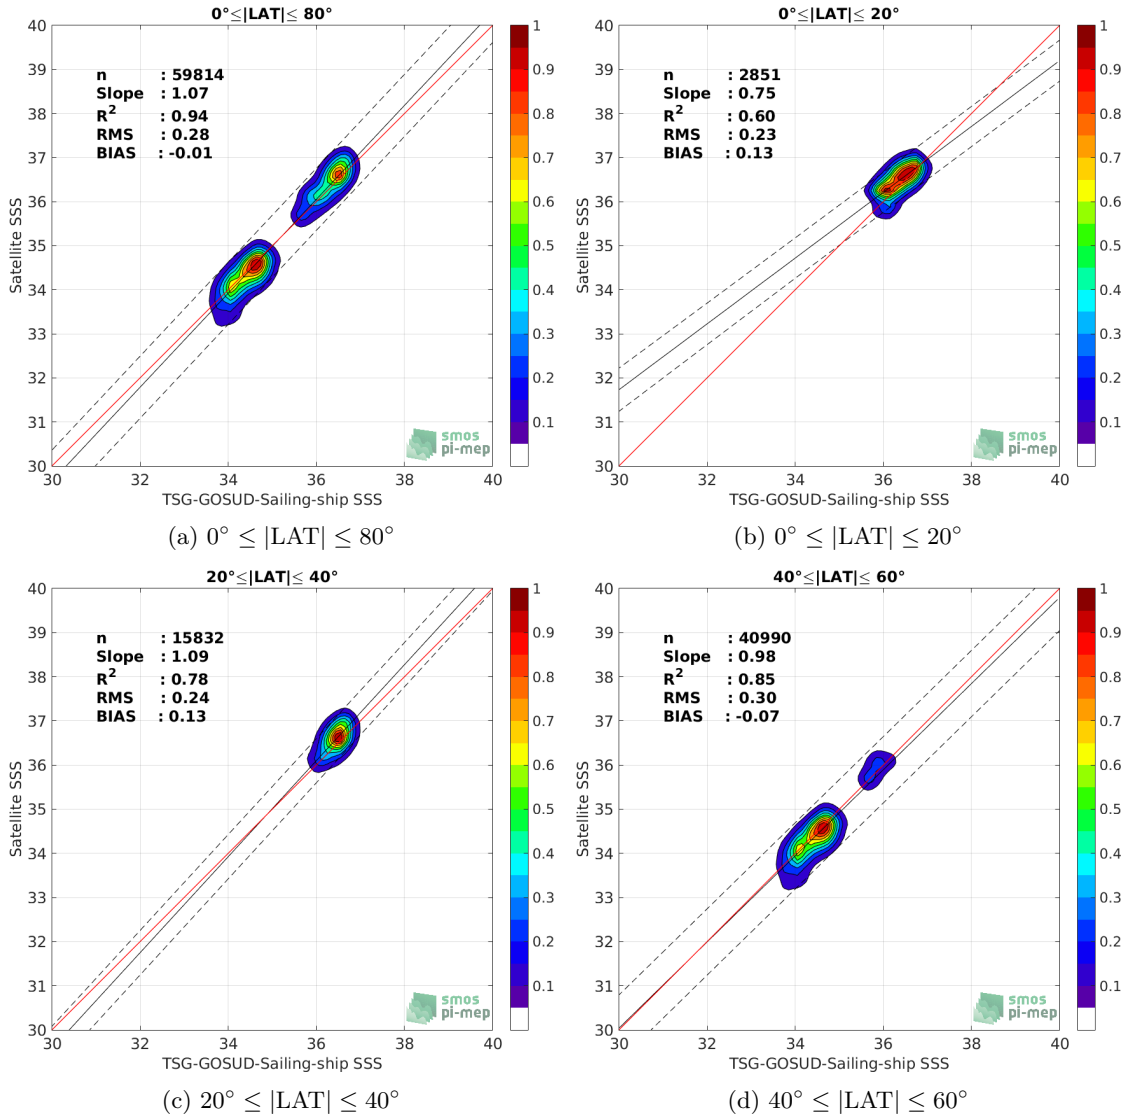 0°≤|LAT|≤ 80°
n : 59814
Slope : 1.07
R2 : 0.94
RMS : 0.28
BIAS : -0.01
Satellite SSS
40
39
38
37
36
35
34
33
32
31
30
30 32 34 36 38 40
TSG-GOSUD-Sailing-ship SSS
1
0.9
0.8
0.7
0.6
0.5
0.4
0.3
0.2
0.1
smos
pi-mep
(a) 0° ≤ |LAT| ≤ 80°
0°≤|LAT|≤ 20°
n : 2851
Slope : 0.75
R2 : 0.60
RMS : 0.23
BIAS : 0.13
Satellite SSS
40
39
38
37
36
35
34
33
32
31
30
30 32 34 36 38 40
TSG-GOSUD-Sailing-ship SSS
1
0.9
0.8
0.7
0.6
0.5
0.4
0.3
0.2
0.1
smos
pi-mep
(b) 0° ≤ |LAT| ≤ 20°
20°≤|LAT|≤ 40°
n : 15832
Slope : 1.09
R2 : 0.78
RMS : 0.24
BIAS : 0.13
Satellite SSS
40
39
38
37
36
35
34
33
32
31
30
30 32 34 36 38 40
TSG-GOSUD-Sailing-ship SSS
1
0.9
0.8
0.7
0.6
0.5
0.4
0.3
0.2
0.1
smos
pi-mep
(c) 20° ≤ |LAT| ≤ 40°
40°≤|LAT|≤ 60°
n : 40990
Slope : 0.98
R2 : 0.85
RMS : 0.30
BIAS : -0.07
Satellite SSS
40
39
38
37
36
35
34
33
32
31
30
30 32 34 36 38 40
TSG-GOSUD-Sailing-ship SSS
1
0.9
0.8
0.7
0.6
0.5
0.4
0.3
0.2
0.1
smos
pi-mep
(d) 40° ≤ |LAT| ≤ 60°